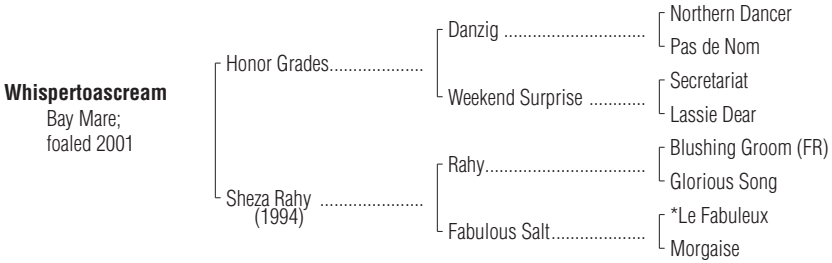 Whispertoascream
Bay Mare;
foaled 2001
Honor Grades....................
Sheza Rahy ......................
(1994)
Danzig ..............................
Weekend Surprise ............
Rahy..................................
Fabulous Salt....................
Northern Dancer
Pas de Nom
Secretariat
Lassie Dear
Blushing Groom (FR)
Glorious Song
*Le Fabuleux
Morgaise